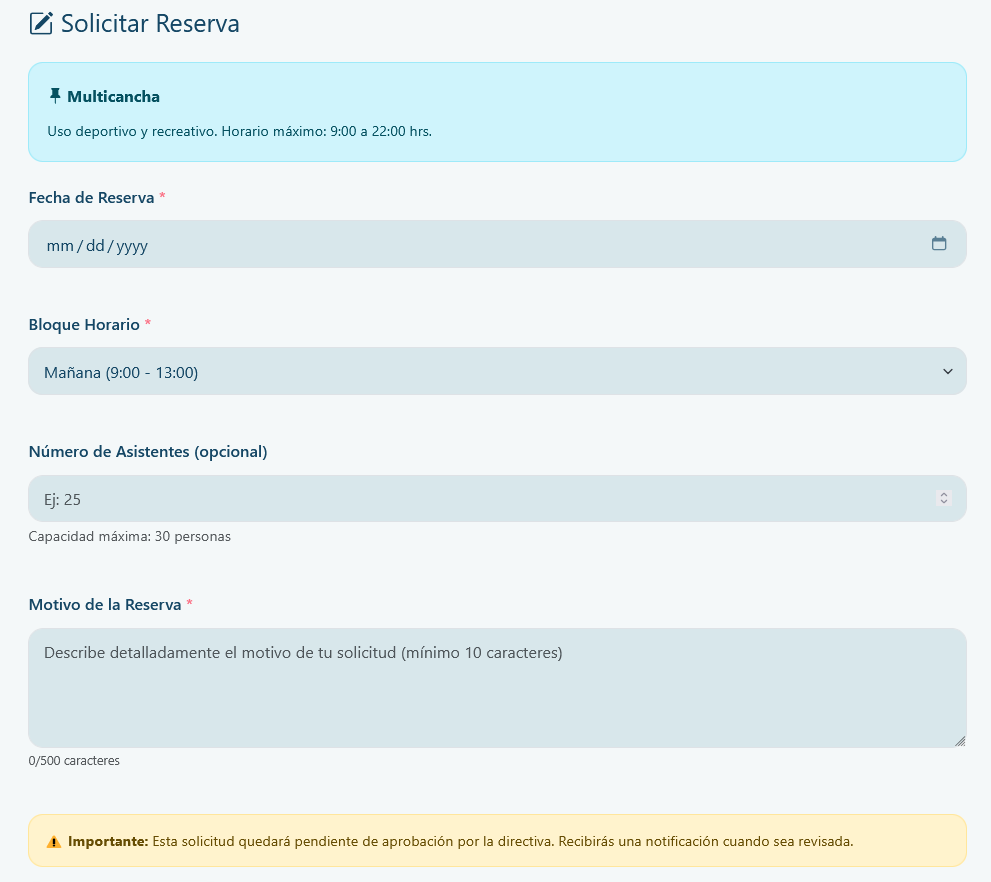 Solicitar Reserva
Multicancha
Uso deportivo y recreativo. Horario máximo: 9:00 a 22:00 hrs.
Fecha de Reserva *
mm/dd/yyyy
Bloque Horario *
Mañana (9:00 - 13:00)
Número de Asistentes (opcional)
Ej: 25
Capacidad máxima: 30 personas
Motivo de la Reserva *
Describe detalladamente el motivo de tu solicitud (mínimo 10 caracteres)
0/500 caracteres
Importante: Esta solicitud quedará pendiente de aprobación por la directiva. Recibirás una notificación cuando sea revisada.